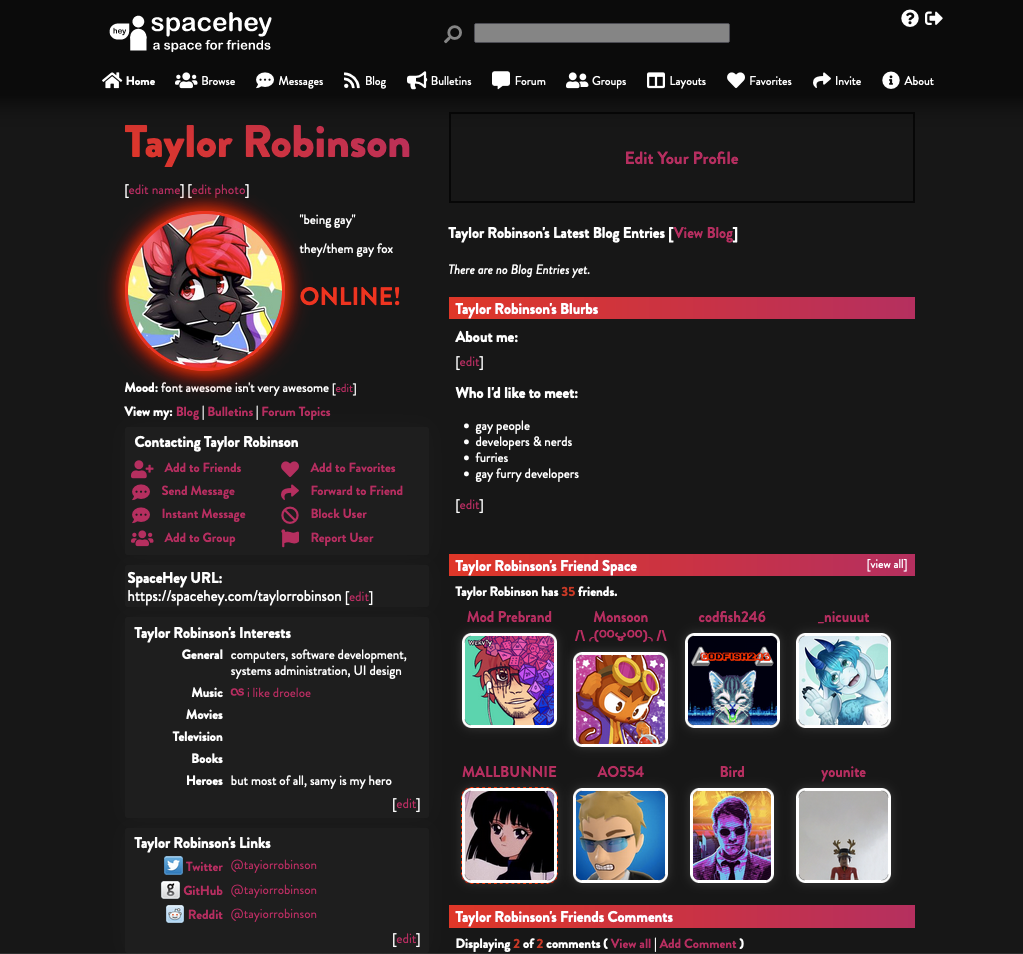 hey
spacehey
a space for friends
Home Browse Messages Blog Bulletins Forum Groups Layouts Favorites Invite About
Taylor Robinson
[edit name] [edit photo]
"being gay"
they/them gay fox
ONLINE!
Mood: font awesome isn't very awesome [edit]
View my: Blog | Bulletins | Forum Topics
Contacting Taylor Robinson
Add to Friends Add to Favorites
Send Message Forward to Friend
Instant Message Block User
Add to Group Report User
SpaceHey URL:
https://spacehey.com/taylorrobinson [edit]
Taylor Robinson's Interests
General computers, software development,
systems administration, UI design
Music i like droeloe
Movies
Television
Books
Heroes but most of all, samy is my hero
[edit]
Taylor Robinson's Links
Twitter @tayiorrobinson
GitHub @tayiorrobinson
Reddit @tayiorrobinson
[edit]
Edit Your Profile
Taylor Robinson's Latest Blog Entries [View Blog]
There are no Blog Entries yet.
Taylor Robinson's Blurbs
About me:
[edit]
Who I'd like to meet:
gay people
developers & nerds
furries
gay furry developers
[edit]
Taylor Robinson's Friend Space [view all]
Taylor Robinson has 35 friends.
Mod Prebrand Monsoon codfish246 _nicuuut
MALLBUNNIE AO554 Bird younite
Taylor Robinson's Friends Comments
Displaying 2 of 2 comments ( View all | Add Comment )